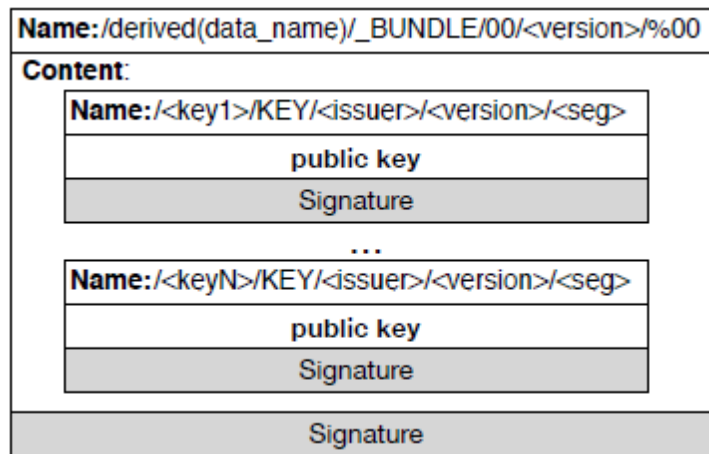 Name:/derived(data_name)/_BUNDLE/00/<version>/%00
Content:
Name:/<key1>/KEY/<issuer>/<version>/<seg>
public key
Signature
...
Name:/<keyN>/KEY/<issuer>/<version>/<seg>
public key
Signature
Signature